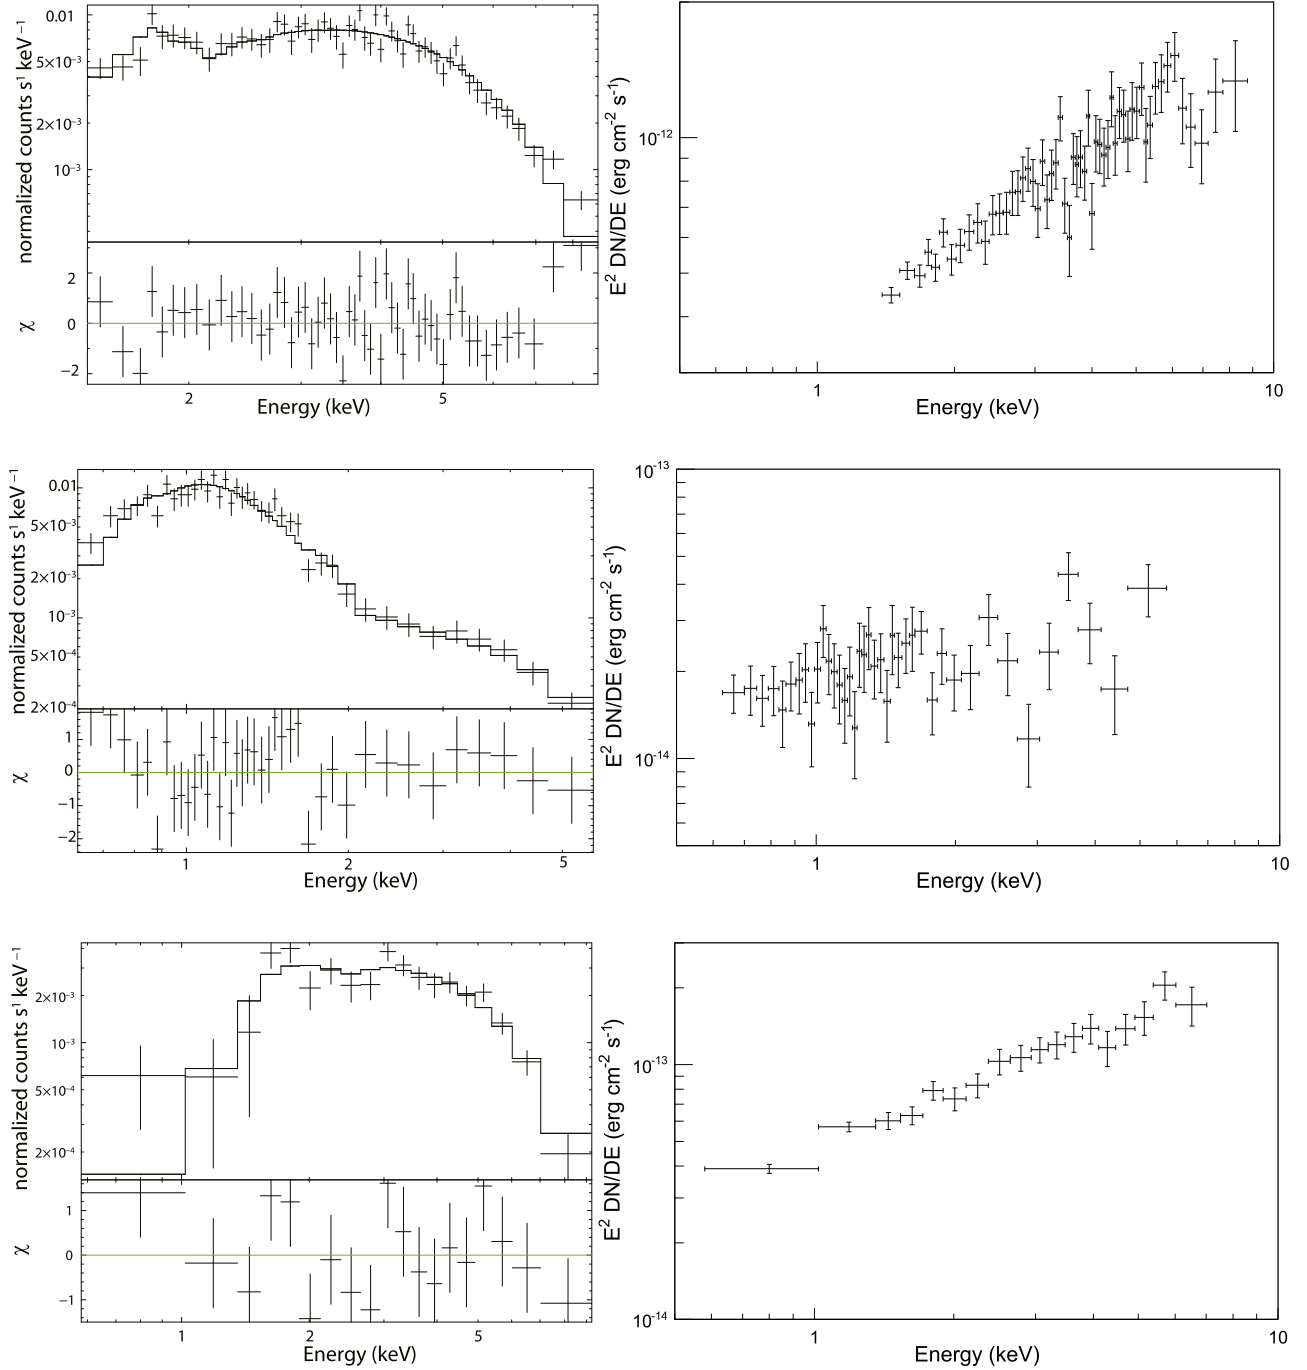 normalized counts s¹ keV⁻¹
0.01
5×10⁻³
2×10⁻³
10⁻³
χ
2
0
−2
2 5
Energy (keV)
E² DN/DE (erg cm⁻² s⁻¹)
10⁻¹²
1 10
Energy (keV)
normalized counts s¹ keV⁻¹
0.01
5×10⁻³
2×10⁻³
10⁻³
5×10⁻⁴
2×10⁻⁴
χ
1
0
−1
−2
1 2 5
Energy (keV)
E² DN/DE (erg cm⁻² s⁻¹)
10⁻¹³
10⁻¹⁴
1 10
Energy (keV)
normalized counts s¹ keV⁻¹
2×10⁻³
10⁻³
5×10⁻⁴
2×10⁻⁴
χ
1
0
−1
1 2 5
Energy (keV)
E² DN/DE (erg cm⁻² s⁻¹)
10⁻¹³
10⁻¹⁴
1 10
Energy (keV)